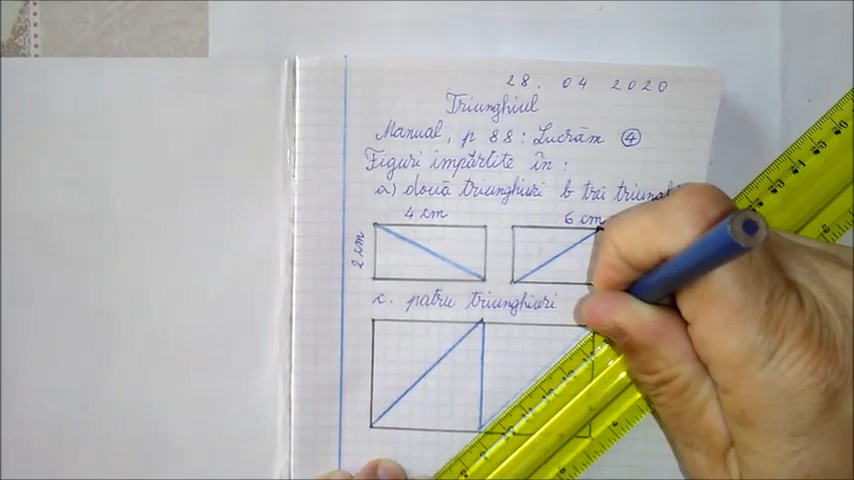 28. 04 2020
Triunghiul
Manual, p 88: Lucrăm 4
Figuri împărțite în:
a) două triunghiuri b trei
4 cm 6 cm
2 cm
c. patru triunghiuri